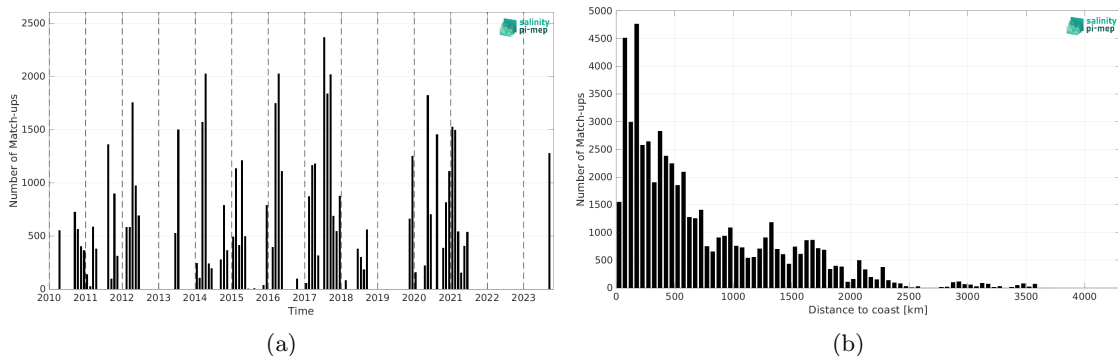 2500
2000
1500
1000
500
0
Number of Match-ups
2010 2011 2012 2013 2014 2015 2016 2017 2018 2019 2020 2021 2022 2023
Time
salinity
pi-mep
(a)
5000
4500
4000
3500
3000
2500
2000
1500
1000
500
0
Number of Match-ups
0 500 1000 1500 2000 2500 3000 3500 4000
Distance to coast [km]
salinity
pi-mep
(b)